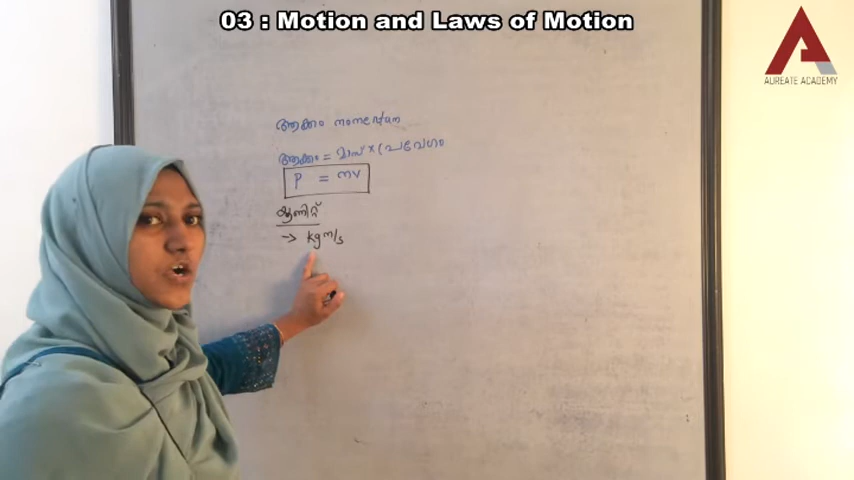 03 : Motion and Laws of Motion
AUREATE ACADEMY
ആക്കം momentum
ആക്കം = മാസ് × പ്രവേഗം
P = mv
യൂണിറ്റ്
→ kgm/s